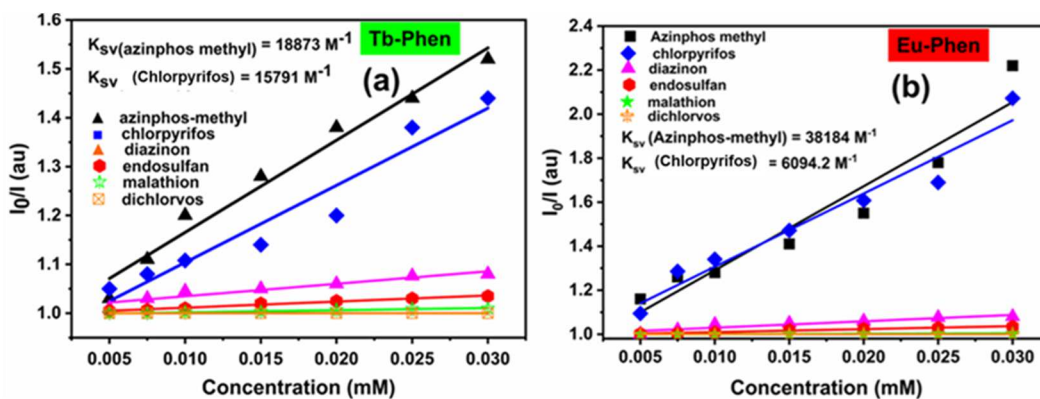 Tb-Phen
(a)
K_sv(azinphos methyl) = 18873 M⁻¹
K_sv (Chlorpyrifos) = 15791 M⁻¹
azinphos-methyl
chlorpyrifos
diazinon
endosulfan
malathion
dichlorvos
I₀/I (au)
1.6
1.5
1.4
1.3
1.2
1.1
1.0
0.005 0.010 0.015 0.020 0.025 0.030
Concentration (mM)
Eu-Phen
(b)
Azinphos methyl
chlorpyrifos
diazinon
endosulfan
malathion
dichlorvos
K_sv (Azinphos-methyl) = 38184 M⁻¹
K_sv (Chlorpyrifos) = 6094.2 M⁻¹
I₀/I (au)
2.4
2.2
2.0
1.8
1.6
1.4
1.2
1.0
0.005 0.010 0.015 0.020 0.025 0.030
Concentration (mM)